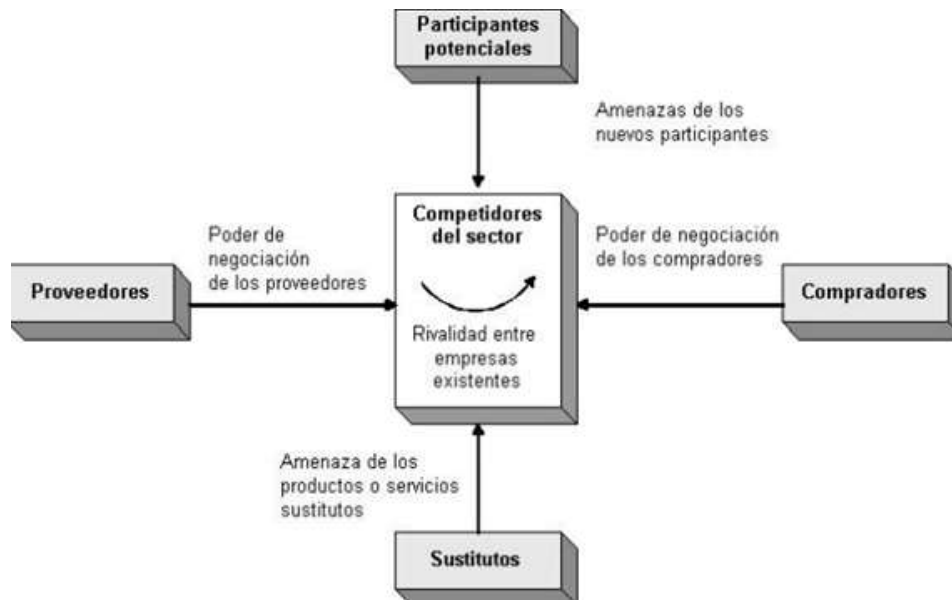 Participantes
potenciales
Amenazas de los
nuevos participantes
Competidores
del sector
Poder de
negociación
de los proveedores
Poder de negociación
de los compradores
Proveedores
Compradores
Rivalidad entre
empresas
existentes
Amenaza de los
productos o servicios
sustitutos
Sustitutos